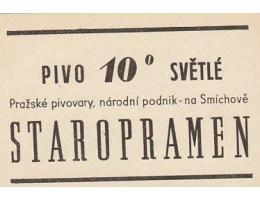 PIVO 10° SVĚTLÉ
Pražské pivovary, národní podnik - na Smíchově
STAROPRAMEN